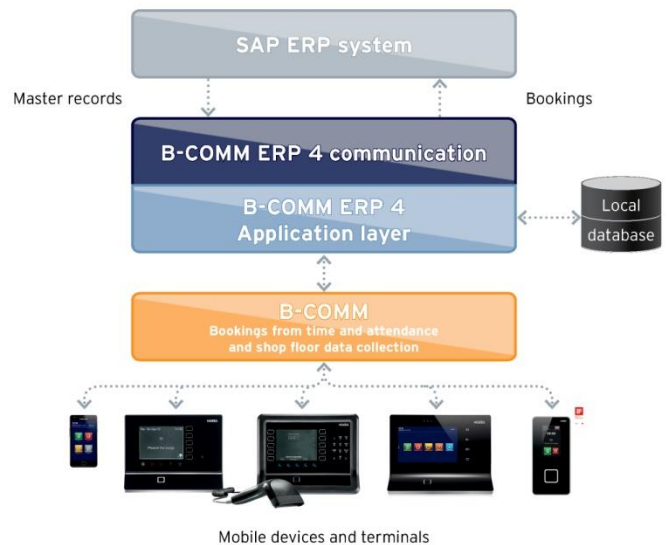 SAP ERP system
Master records
Bookings
B-COMM ERP 4 communication
B-COMM ERP 4
Application layer
Local
database
B-COMM
Bookings from time and attendance
and shop floor data collection
Mobile devices and terminals